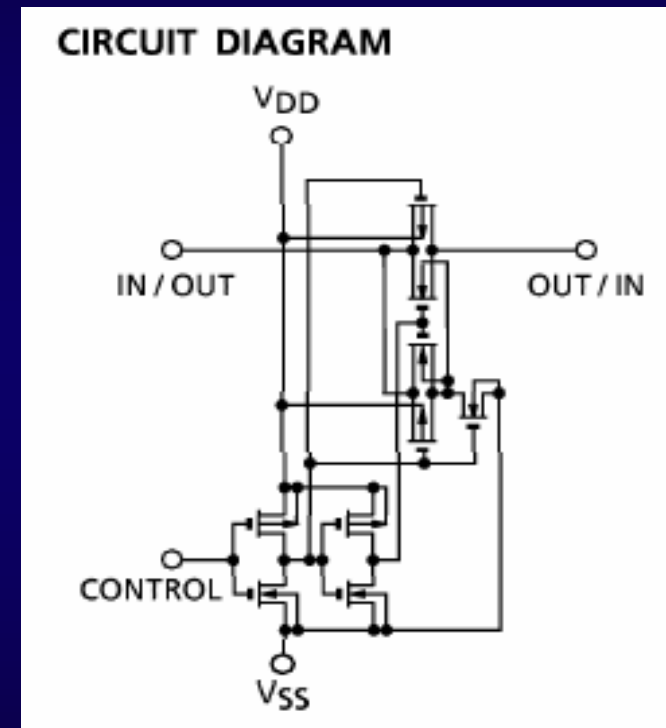 CIRCUIT DIAGRAM
VDD
IN / OUT
OUT / IN
CONTROL
VSS